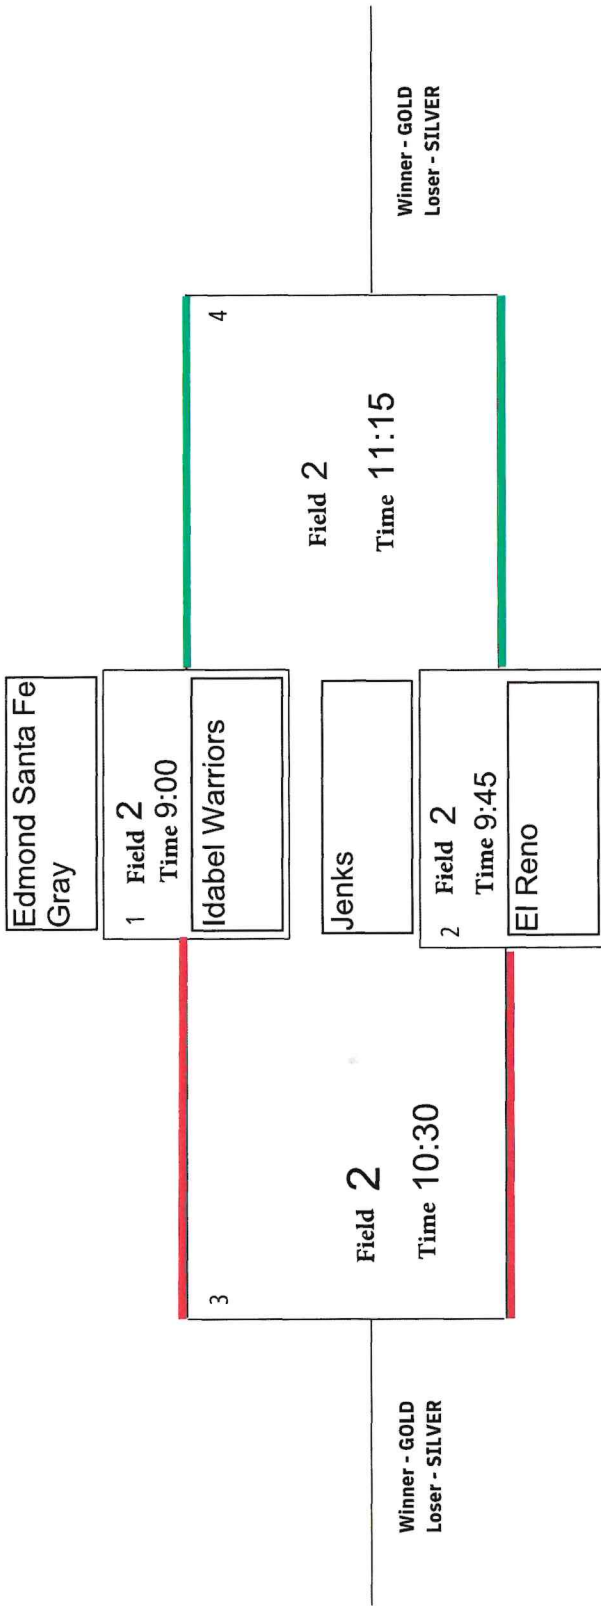 Edmond Santa Fe
Gray
1
Field 2
Time 9:00
Idabel Warriors
4
Field 2
Time 11:15
Winner - GOLD
Loser - SILVER
3
Field 2
Time 10:30
Winner - GOLD
Loser - SILVER
Jenks
2
Field 2
Time 9:45
El Reno